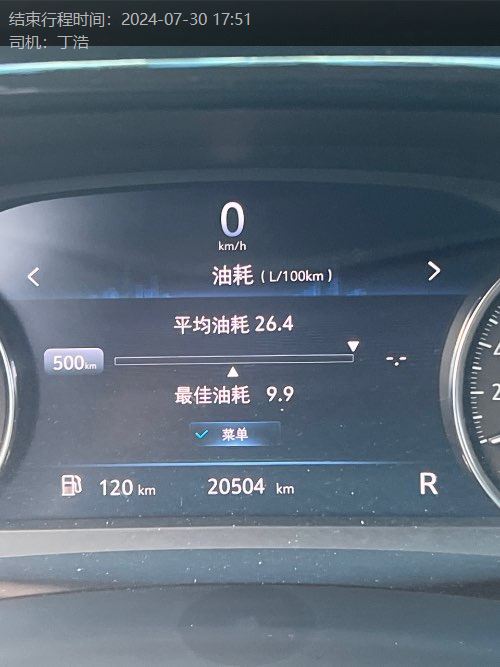 结束行程时间：2024-07-30 17:51
司机：丁浩
0
km/h
油耗 ( L/100km )
平均油耗 26.4
500km
-.-
最佳油耗 9.9
菜单
120 km 20504 km R